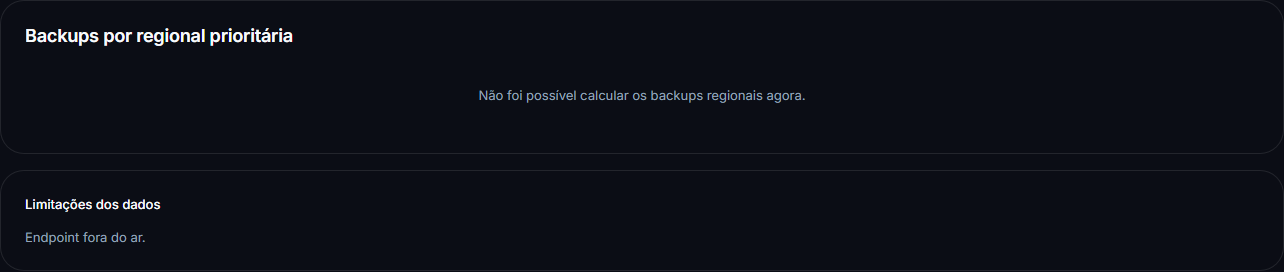 Backups por regional prioritária
Não foi possível calcular os backups regionais agora.
Limitações dos dados
Endpoint fora do ar.